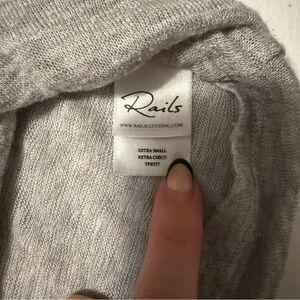 Rails
WWW.RAILSCLOTHING.COM
EXTRA SMALL
EXTRA CHICO
TPETIT